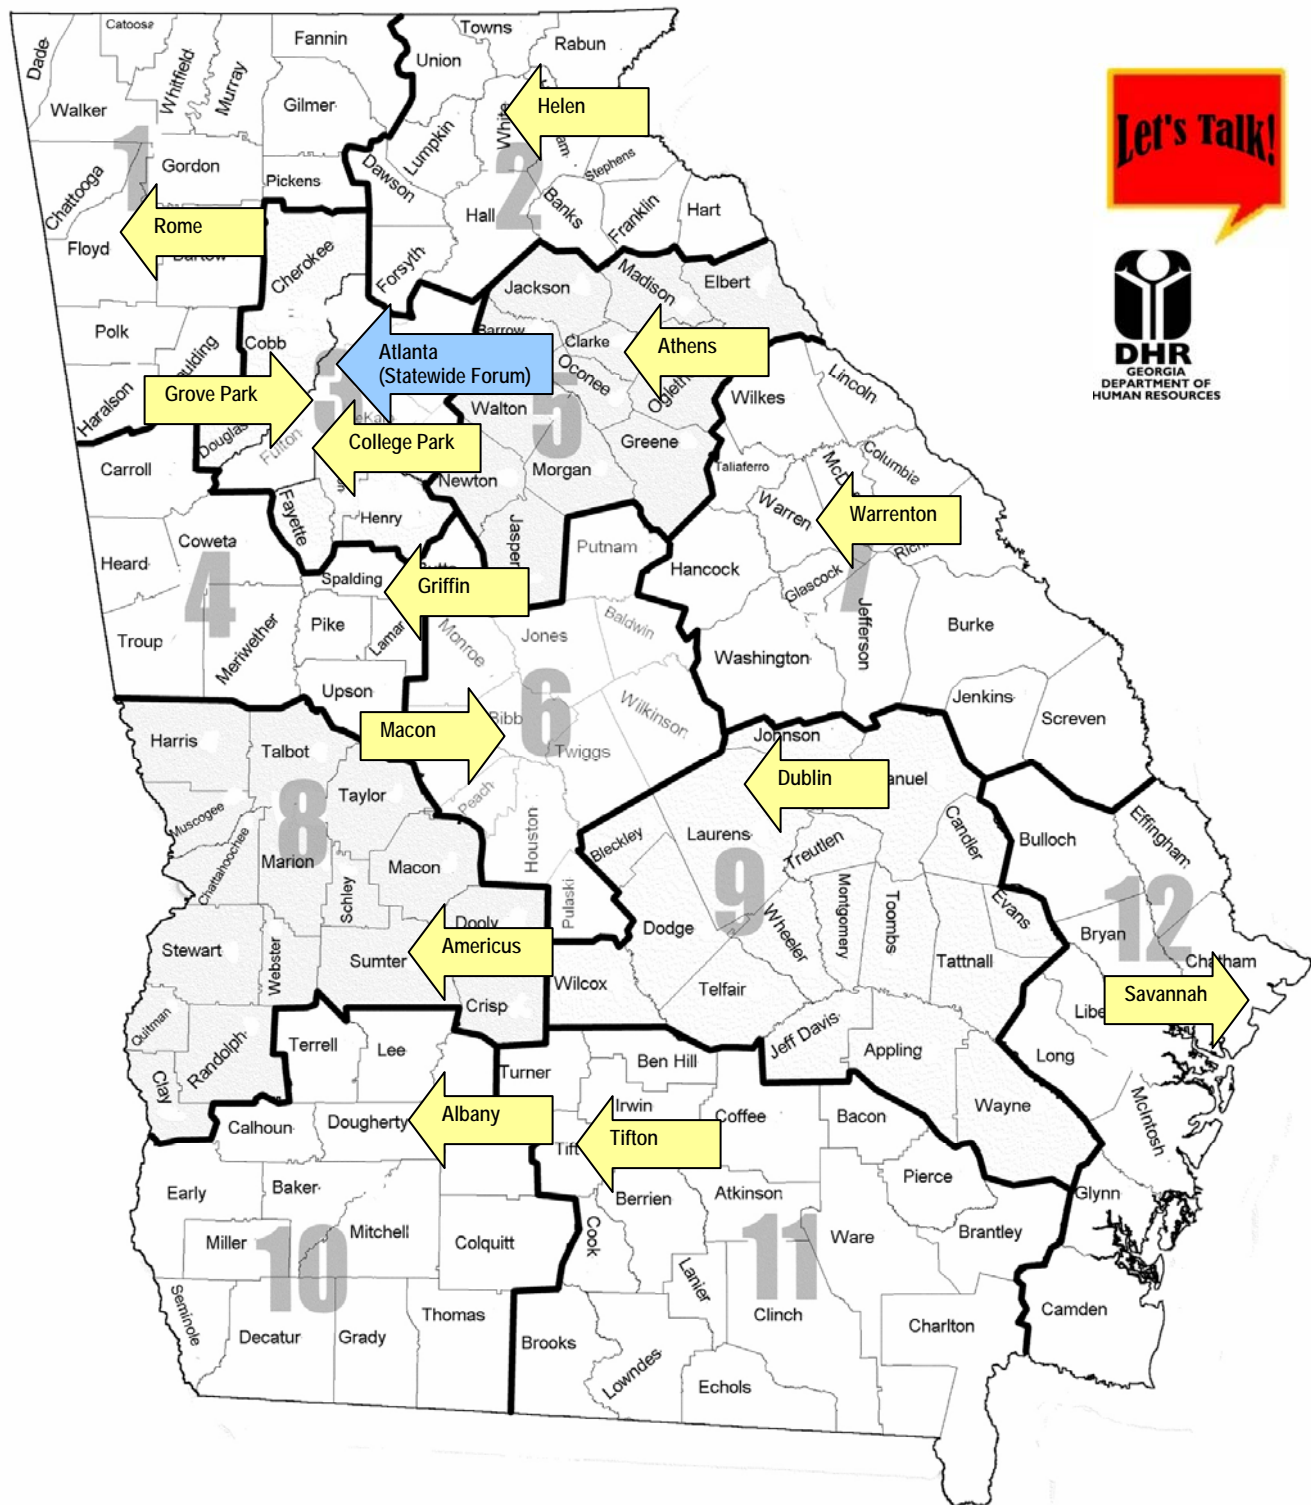 Catoosa
Fannin
Towns
Rabun
Union
Dade
Whitfield
Murray
Walker
Gilmer
White
Helen
Let's Talk!
Lumpkin
1
2
Stephens
Gordon
Dawson
Chattooga
Pickens
Banks
Franklin
Hart
Hall
Rome
Floyd
Cherokee
Forsyth
Madison
Elbert
Jackson
DHR
GEORGIA
DEPARTMENT OF
HUMAN RESOURCES
Polk
Cobb
3
Atlanta
(Statewide Forum)
Barrow
Clarke
Athens
Oconee
Haralson
Grove Park
5
Walton
Wilkes
Lincoln
Douglas
Fulton
College Park
Greene
Carroll
Newton
Morgan
Taliaferro
Columbia
Fayette
Henry
Warren
Warrenton
Coweta
Jasper
Putnam
Heard
4
Spalding
Griffin
Hancock
Glascock
7
Troup
Meriwether
Pike
Lamar
Monroe
Jones
Baldwin
Jefferson
Burke
Washington
Upson
6
Wilkinson
Jenkins
Screven
Macon
Bibb
Twiggs
Harris
Talbot
Johnson
Dublin
Taylor
Peach
Muscogee
8
Houston
Bleckley
Laurens
Treutlen
Candler
Bulloch
Effingham
Chattahoochee
Marion
Macon
Schley
Pulaski
9
Montgomery
Toombs
Evans
12
Dooly
Dodge
Wheeler
Bryan
Stewart
Webster
Sumter
Americus
Tattnall
Chatham
Wilcox
Telfair
Savannah
Crisp
Quitman
Randolph
Terrell
Lee
Jeff Davis
Appling
Long
Turner
Ben Hill
Clay
Irwin
Coffee
Bacon
Wayne
McIntosh
Calhoun
Dougherty
Albany
Tifton
Early
Baker
Berrien
Atkinson
Pierce
Glynn
Miller
10
Mitchell
Colquitt
Cook
11
Ware
Brantley
Lanier
Seminole
Decatur
Grady
Thomas
Clinch
Charlton
Camden
Brooks
Lowndes
Echols